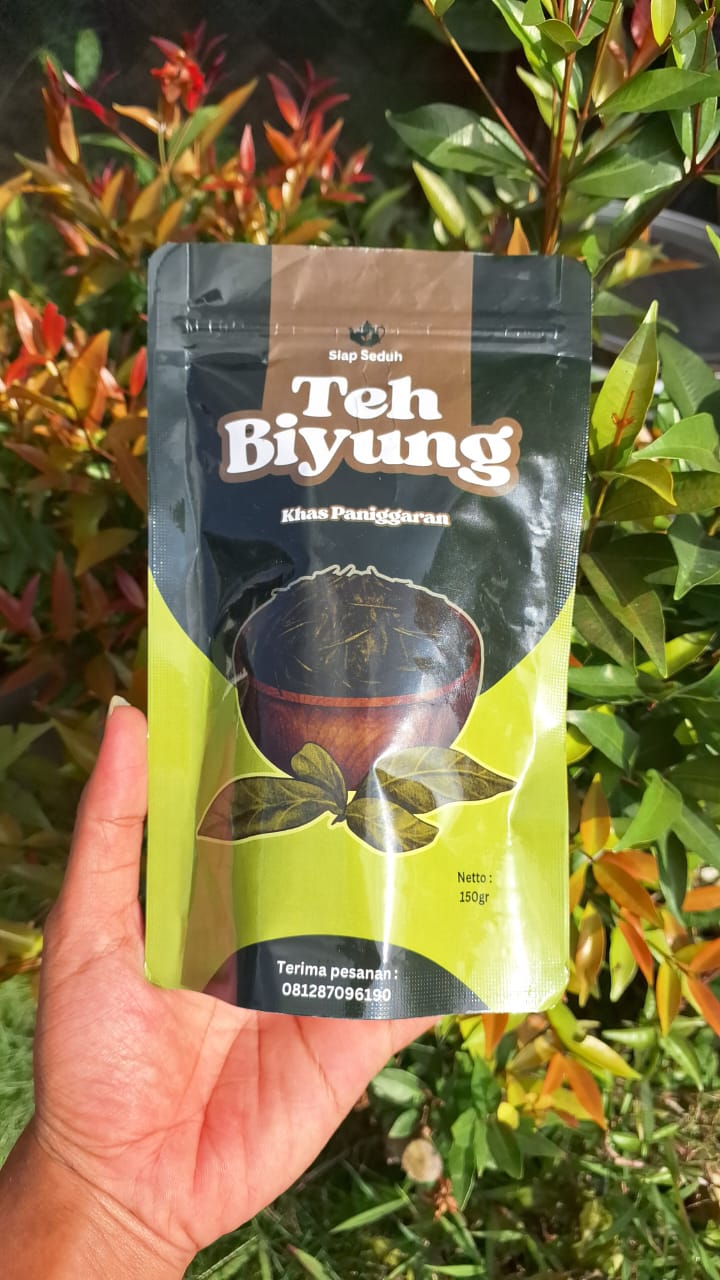 Siap Seduh
Teh
Biyung
Khas Paniggaran
Netto :
150gr
Terima pesanan :
081287096190